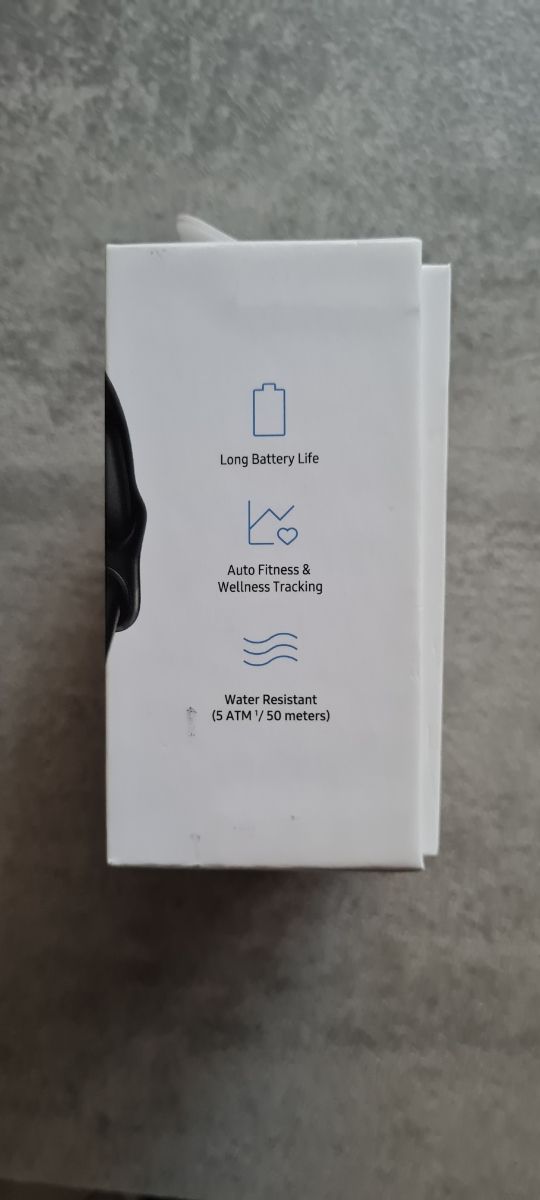 Long Battery Life
Auto Fitness &
Wellness Tracking
Water Resistant
(5 ATM ¹/ 50 meters)